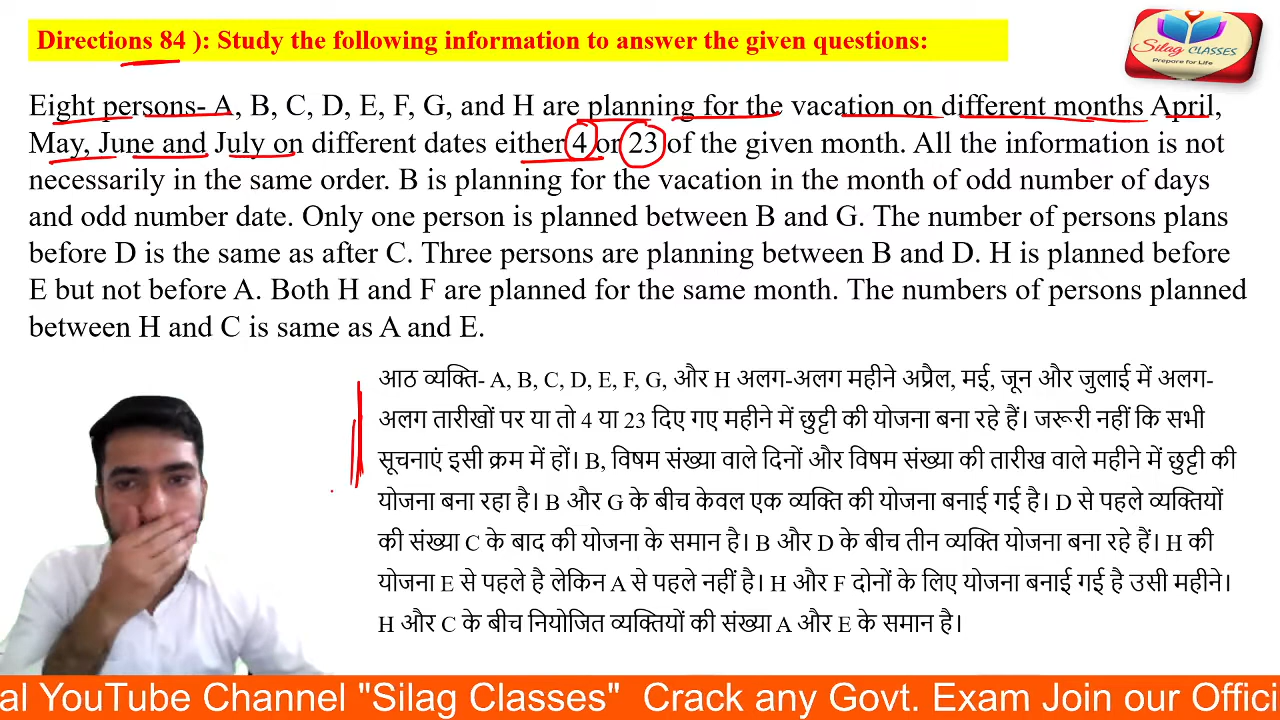 Directions 84 ): Study the following information to answer the given questions:
Silag CLASSES
Prepare for Life
Eight persons- A, B, C, D, E, F, G, and H are planning for the vacation on different months April,
May, June and July on different dates either 4 or 23 of the given month. All the information is not
necessarily in the same order. B is planning for the vacation in the month of odd number of days
and odd number date. Only one person is planned between B and G. The number of persons plans
before D is the same as after C. Three persons are planning between B and D. H is planned before
E but not before A. Both H and F are planned for the same month. The numbers of persons planned
between H and C is same as A and E.
आठ व्यक्ति- A, B, C, D, E, F, G, और H अलग-अलग महीने अप्रैल, मई, जून और जुलाई में अलग-
अलग तारीखों पर या तो 4 या 23 दिए गए महीने में छुट्टी की योजना बना रहे हैं। जरूरी नहीं कि सभी
सूचनाएं इसी क्रम में हों। B, विषम संख्या वाले दिनों और विषम संख्या की तारीख वाले महीने में छुट्टी की
योजना बना रहा है। B और G के बीच केवल एक व्यक्ति की योजना बनाई गई है। D से पहले व्यक्तियों
की संख्या C के बाद की योजना के समान है। B और D के बीच तीन व्यक्ति योजना बना रहे हैं। H की
योजना E से पहले है लेकिन A से पहले नहीं है। H और F दोनों के लिए योजना बनाई गई है उसी महीने।
H और C के बीच नियोजित व्यक्तियों की संख्या A और E के समान है।
al YouTube Channel "Silag Classes" Crack any Govt. Exam Join our Offici